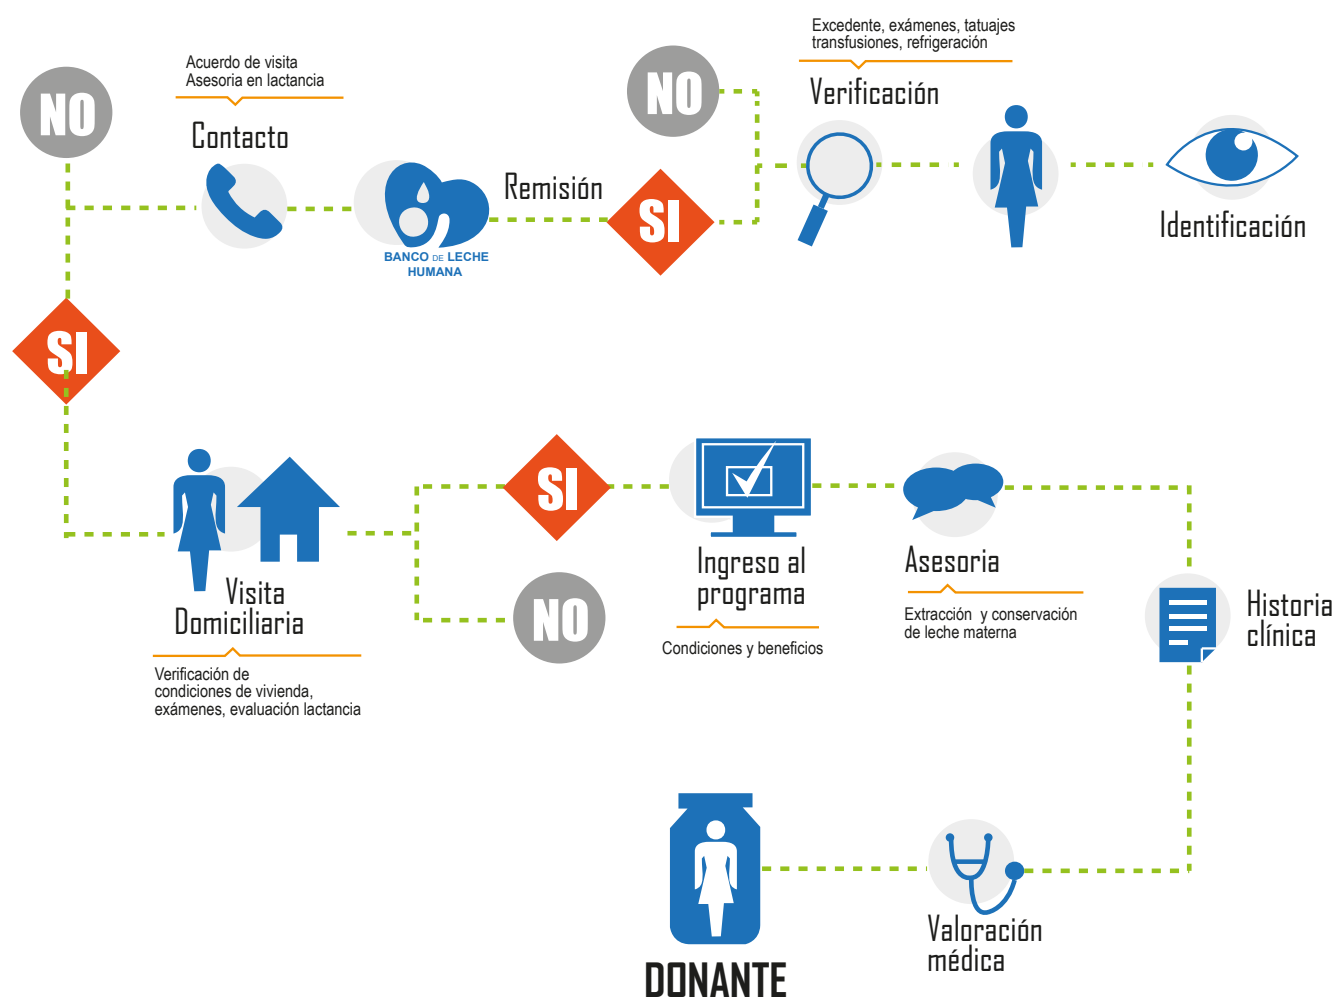 Excedente, exámenes, tatuajes
transfusiones, refrigeración
Verificación
Identificación
NO
SI
Remisión
BANCO DE LECHE
HUMANA
Acuerdo de visita
Asesoria en lactancia
Contacto
NO
SI
Visita
Domiciliaria
Verificación de
condiciones de vivienda,
exámenes, evaluación lactancia
SI
NO
Ingreso al
programa
Condiciones y beneficios
Asesoria
Extracción y conservación
de leche materna
Historia
clínica
Valoración
médica
DONANTE